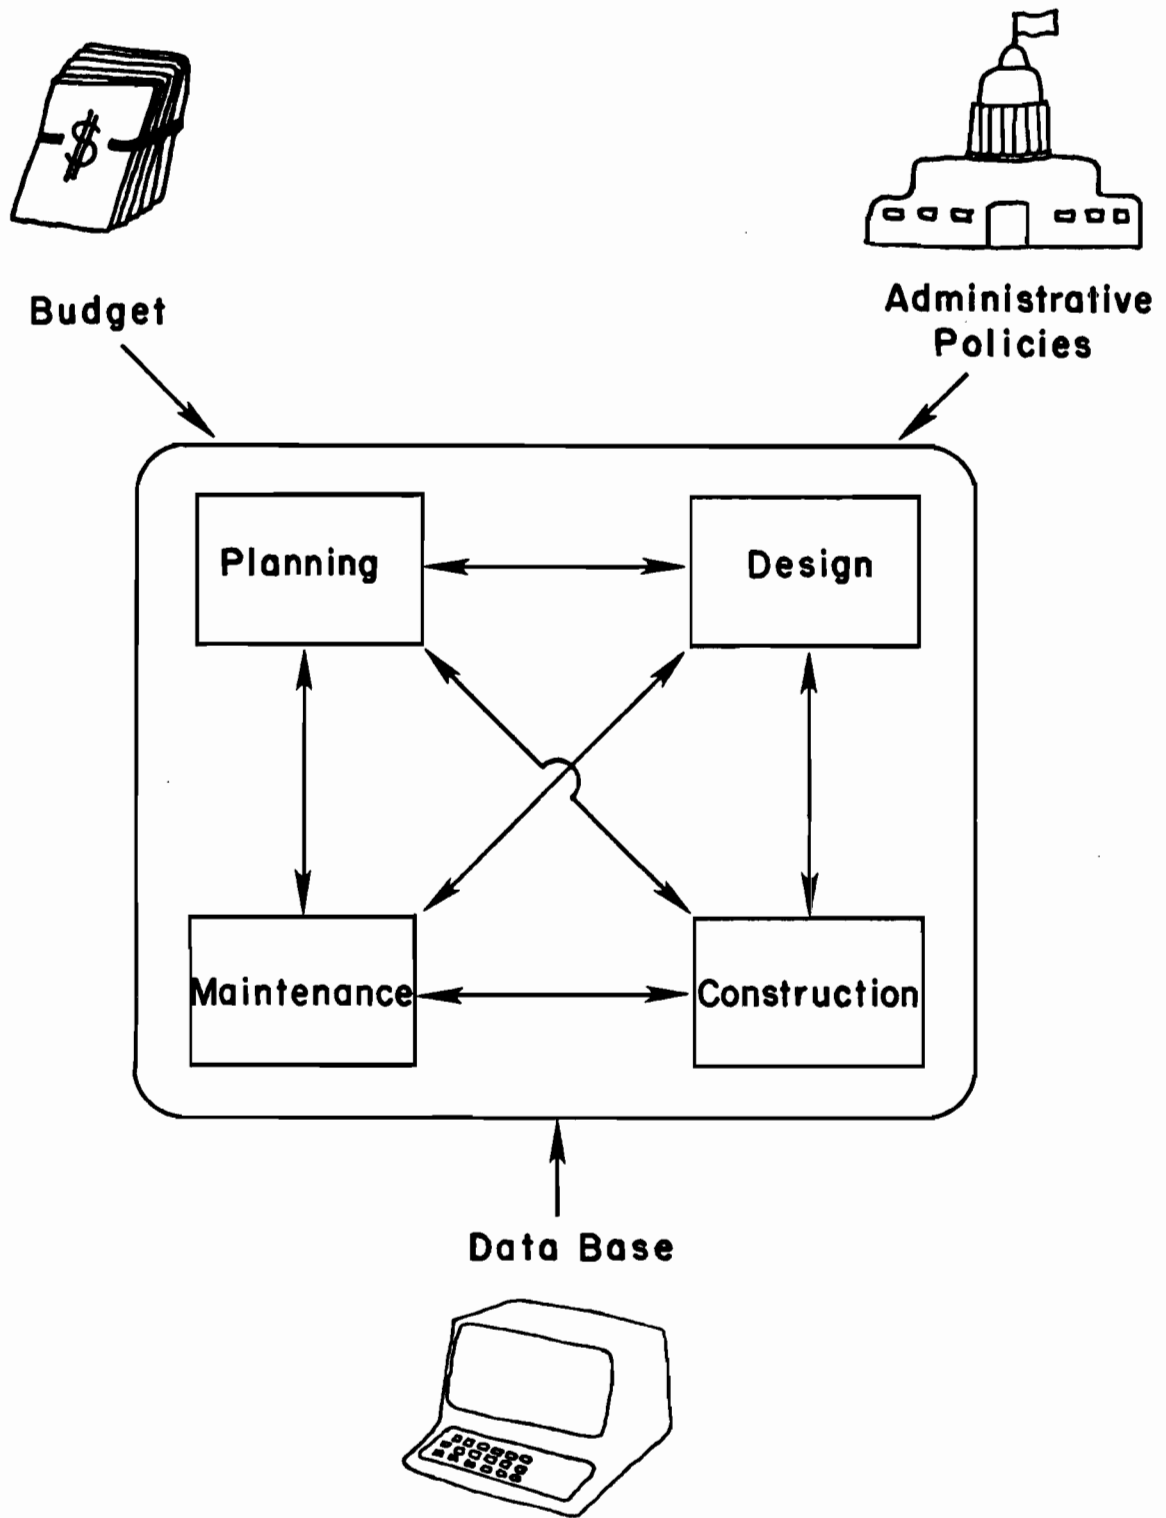 $
Budget
Administrative
Policies
Planning
Design
Maintenance
Construction
Data Base